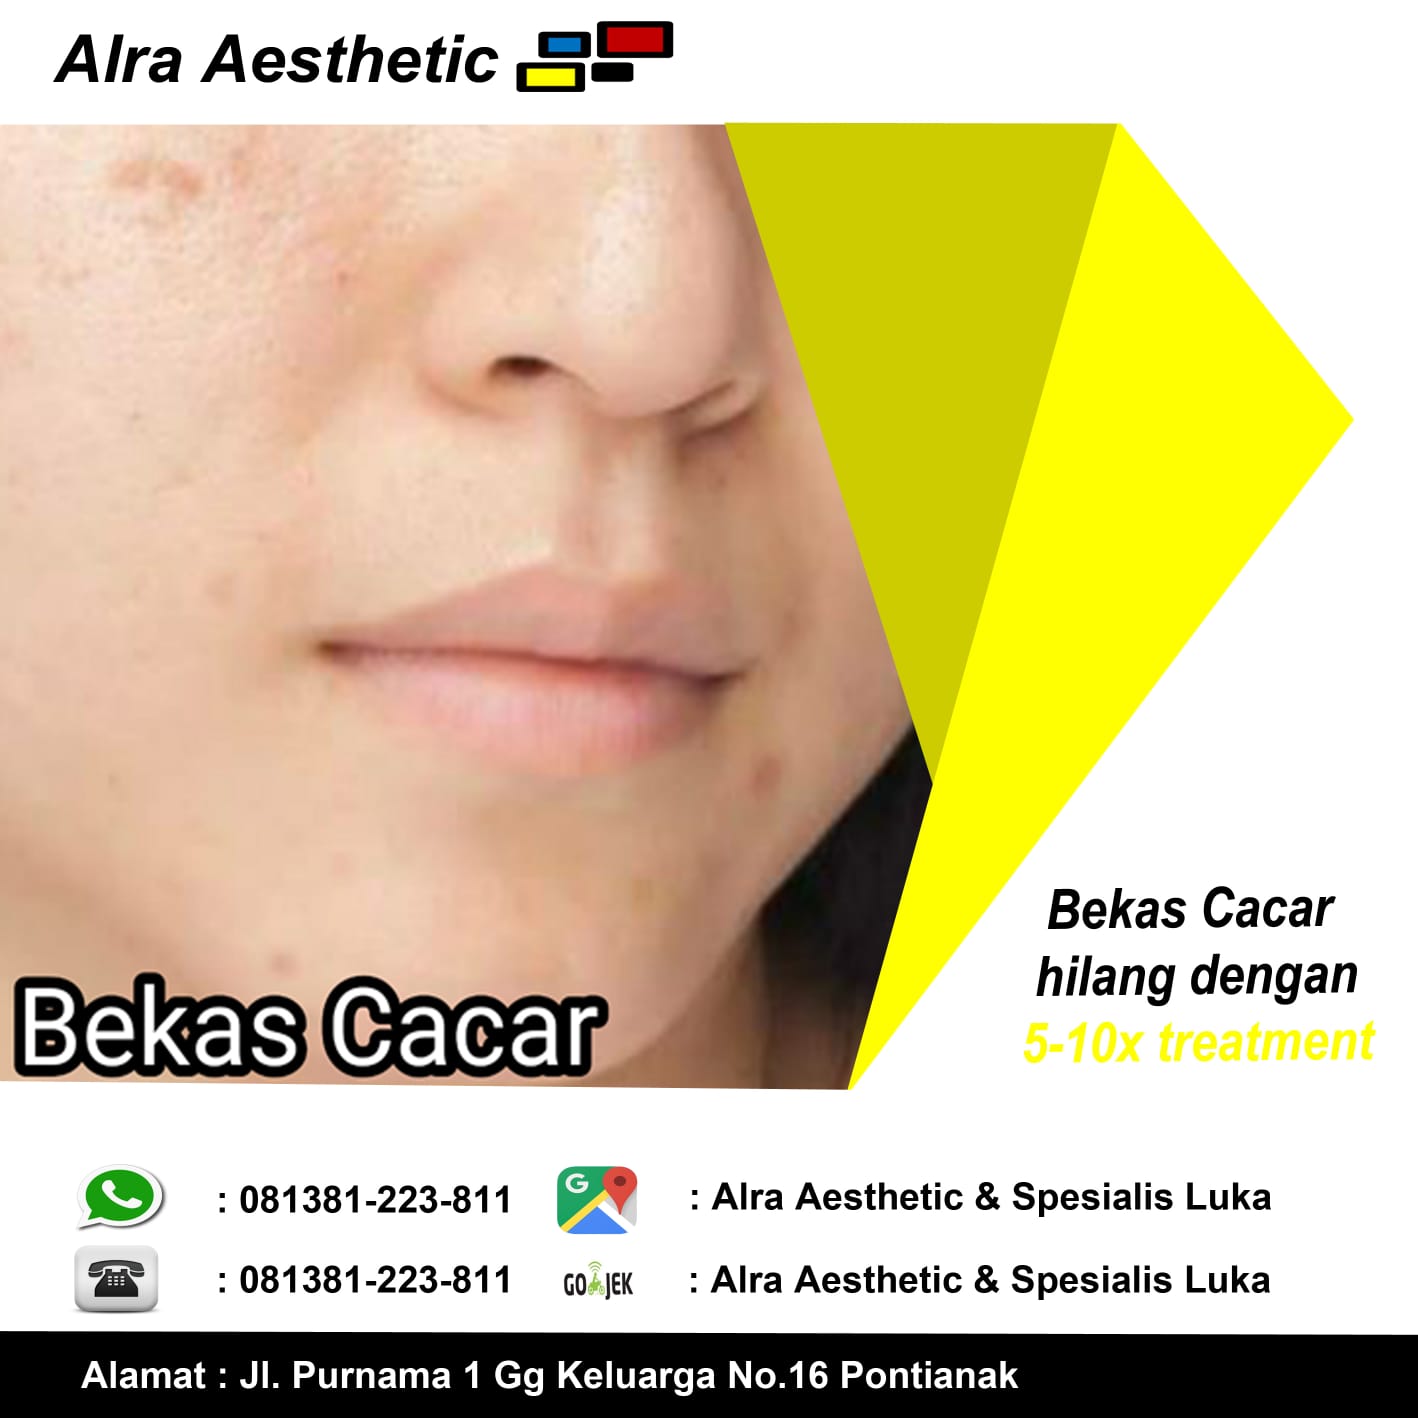 Alra Aesthetic
Bekas Cacar
hilang dengan
5-10x treatment
Bekas Cacar
: 081381-223-811
: Alra Aesthetic & Spesialis Luka
: 081381-223-811
GOJEK
: Alra Aesthetic & Spesialis Luka
Alamat : Jl. Purnama 1 Gg Keluarga No.16 Pontianak